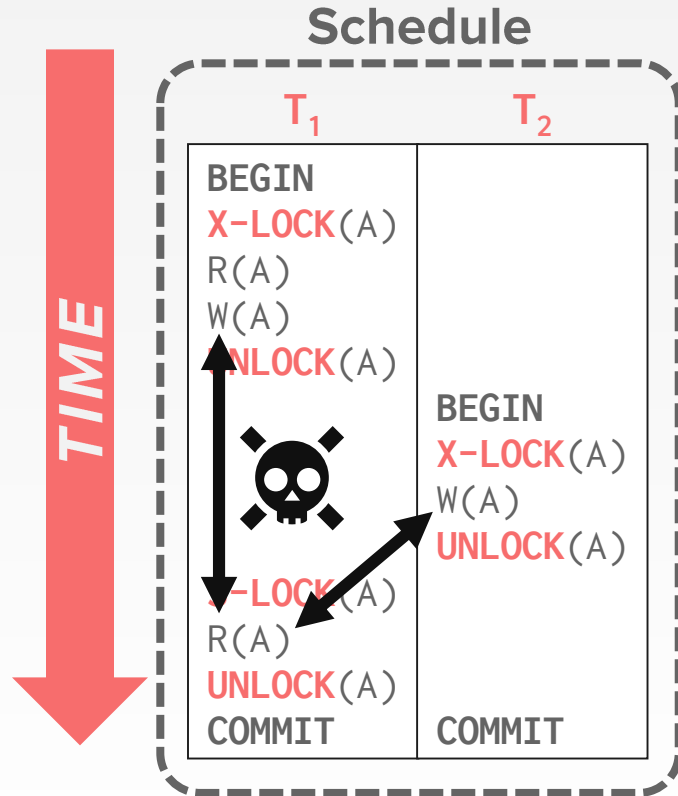 Schedule
TIME
T₁ T₂
BEGIN
X-LOCK(A)
R(A)
W(A)
UNLOCK(A)
BEGIN
X-LOCK(A)
W(A)
UNLOCK(A)
S-LOCK(A)
R(A)
UNLOCK(A)
COMMIT COMMIT